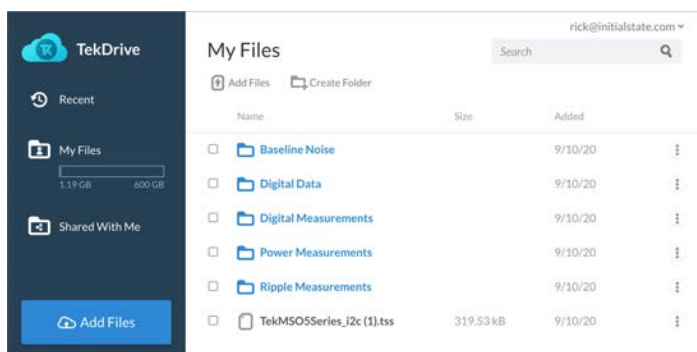 rick@initialstate.com
TK
TekDrive
My Files
Search
Add Files Create Folder
Recent
Name Size Added
My Files
1.19 GB 600 GB
Baseline Noise 9/10/20
Digital Data 9/10/20
Shared With Me
Digital Measurements 9/10/20
Power Measurements 9/10/20
Ripple Measurements 9/10/20
Add Files
TekMSO5Series_i2c (1).tss 319.53 kB 9/10/20